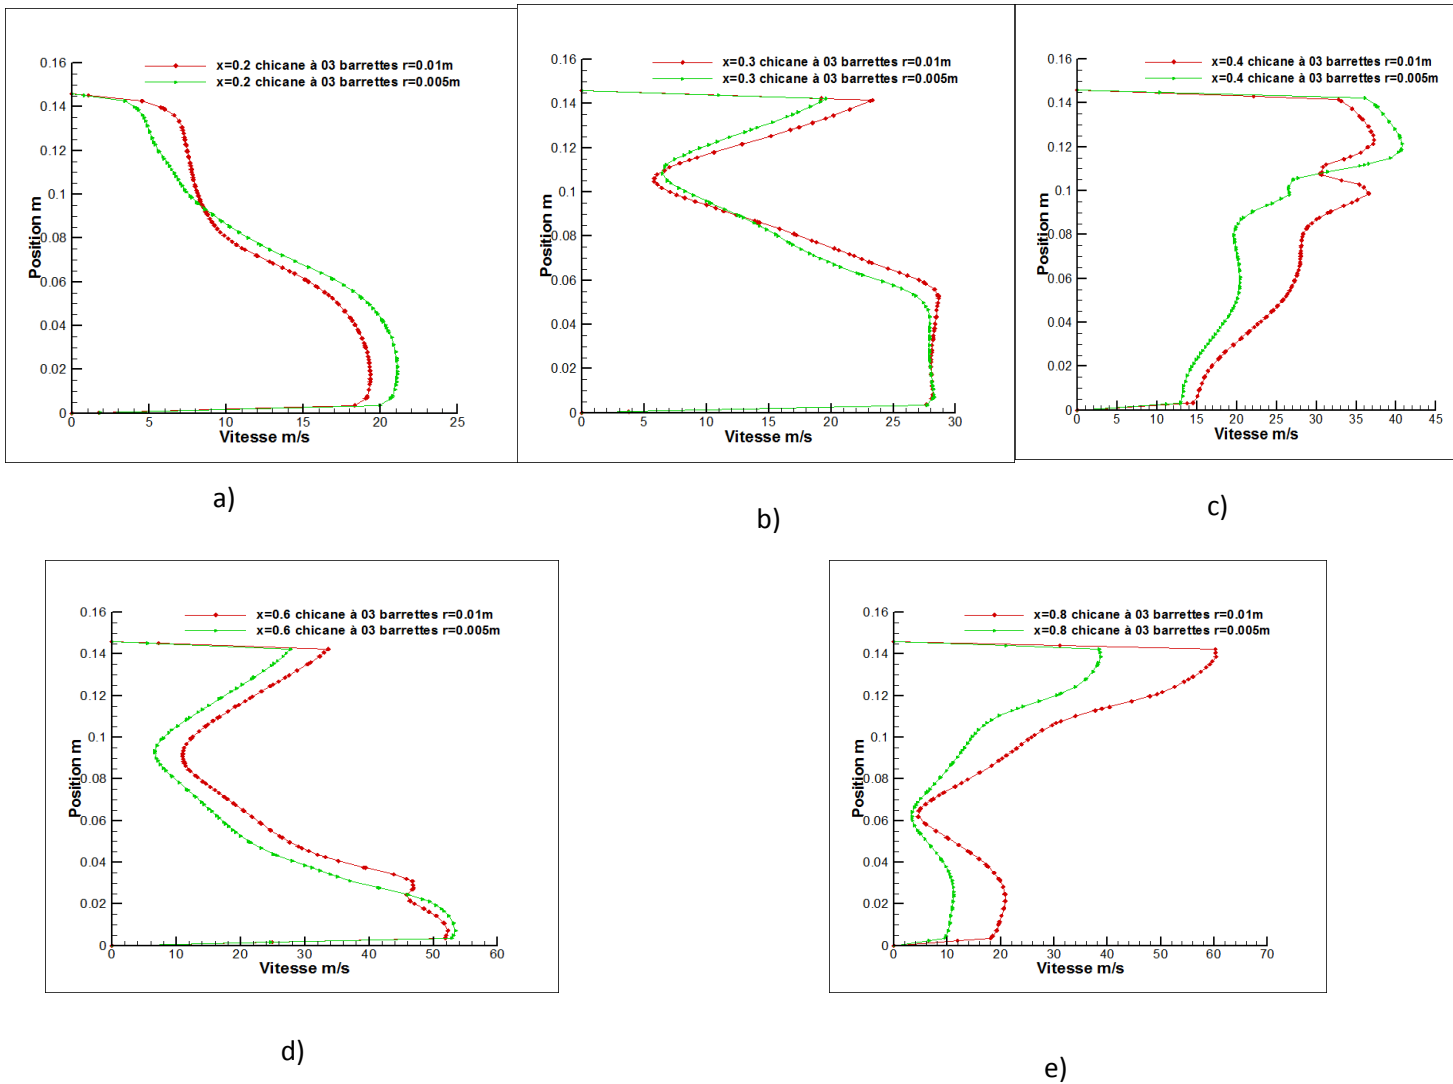 x=0.2 chicane à 03 barrettes r=0.01m
x=0.2 chicane à 03 barrettes r=0.005m
0.16
0.14
0.12
0.1
0.08
0.06
0.04
0.02
0
Position m
0 5 10 15 20 25
Vitesse m/s
a)
x=0.3 chicane à 03 barrettes r=0.01m
x=0.3 chicane à 03 barrettes r=0.005m
0.16
0.14
0.12
0.1
0.08
0.06
0.04
0.02
0
Position m
0 5 10 15 20 25 30
Vitesse m/s
b)
x=0.4 chicane à 03 barrettes r=0.01m
x=0.4 chicane à 03 barrettes r=0.005m
0.16
0.14
0.12
0.1
0.08
0.06
0.04
0.02
0
Position m
0 5 10 15 20 25 30 35 40 45
Vitesse m/s
c)
x=0.6 chicane à 03 barrettes r=0.01m
x=0.6 chicane à 03 barrettes r=0.005m
0.16
0.14
0.12
0.1
0.08
0.06
0.04
0.02
0
Position m
0 10 20 30 40 50 60
Vitesse m/s
d)
x=0.8 chicane à 03 barrettes r=0.01m
x=0.8 chicane à 03 barrettes r=0.005m
0.16
0.14
0.12
0.1
0.08
0.06
0.04
0.02
0
Position m
0 10 20 30 40 50 60 70
Vitesse m/s
e)